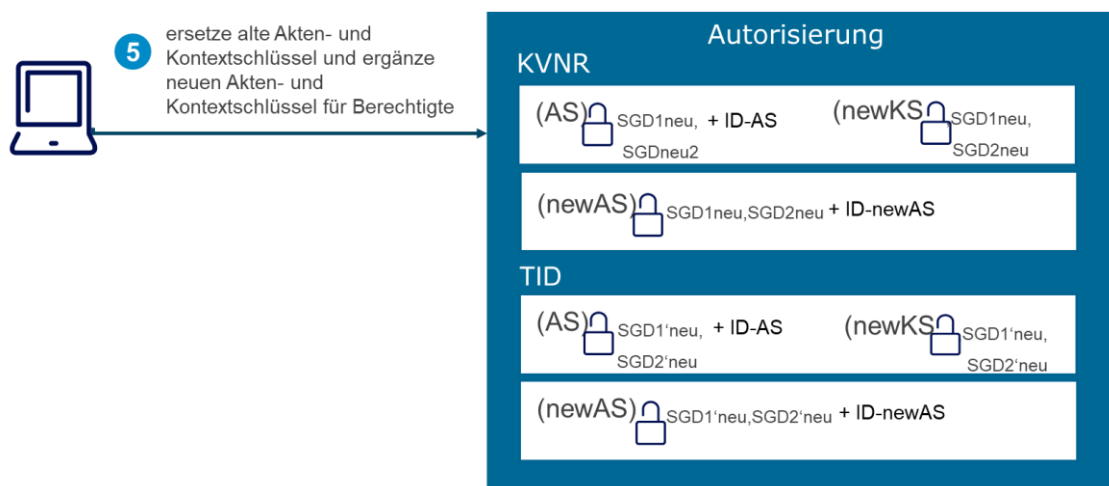 5
ersetze alte Akten- und
Kontextschlüssel und ergänze
neuen Akten- und
Kontextschlüssel für Berechtigte
Autorisierung
KVNR
(AS) SGD1neu, + ID-AS
SGDneu2
(newKS ,SGD1neu,
SGD2neu
(newAS) SGD1neu,SGD2neu + ID-newAS
TID
(AS) SGD1'neu, + ID-AS
SGD2'neu
(newKS SGD1'neu,
SGD2'neu
(newAS) SGD1'neu,SGD2'neu + ID-newAS